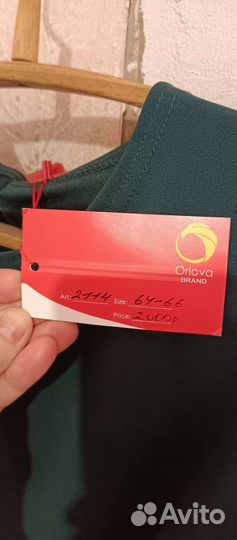 Orlova
BRAND
Art: 2114 Size: 64-66
Price: 2000р
Avito